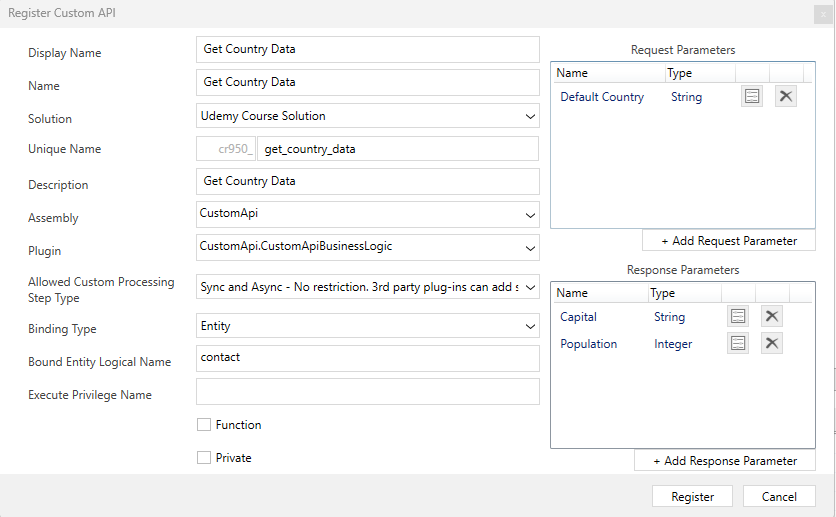 Register Custom API
x
Display Name
Get Country Data
Name
Get Country Data
Solution
Udemy Course Solution
Unique Name
cr950_
get_country_data
Description
Get Country Data
Assembly
CustomApi
Plugin
CustomApi.CustomApiBusinessLogic
Allowed Custom Processing
Step Type
Sync and Async - No restriction. 3rd party plug-ins can add s
Binding Type
Entity
Bound Entity Logical Name
contact
Execute Privilege Name
Function
Private
Request Parameters
Name Type
Default Country String
+ Add Request Parameter
Response Parameters
Name Type
Capital String
Population Integer
+ Add Response Parameter
Register
Cancel